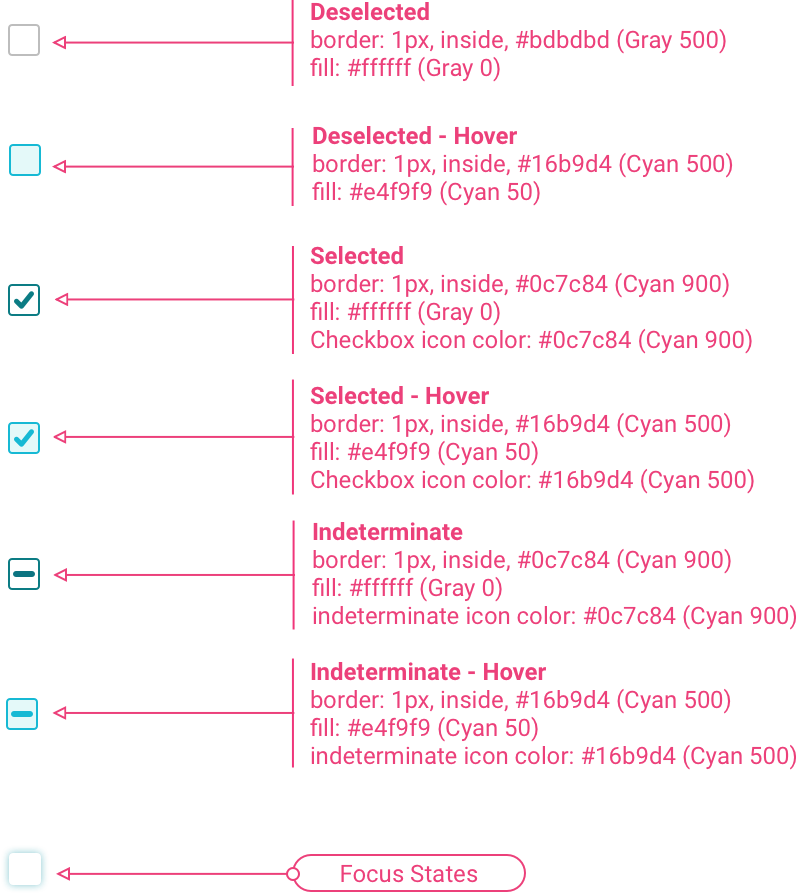 Deselected
border: 1px, inside, #bdbdbd (Gray 500)
fill: #ffffff (Gray 0)
Deselected - Hover
border: 1px, inside, #16b9d4 (Cyan 500)
fill: #e4f9f9 (Cyan 50)
Selected
border: 1px, inside, #0c7c84 (Cyan 900)
fill: #ffffff (Gray 0)
Checkbox icon color: #0c7c84 (Cyan 900)
Selected - Hover
border: 1px, inside, #16b9d4 (Cyan 500)
fill: #e4f9f9 (Cyan 50)
Checkbox icon color: #16b9d4 (Cyan 500)
Indeterminate
border: 1px, inside, #0c7c84 (Cyan 900)
fill: #ffffff (Gray 0)
indeterminate icon color: #0c7c84 (Cyan 900)
Indeterminate - Hover
border: 1px, inside, #16b9d4 (Cyan 500)
fill: #e4f9f9 (Cyan 50)
indeterminate icon color: #16b9d4 (Cyan 500)
Focus States